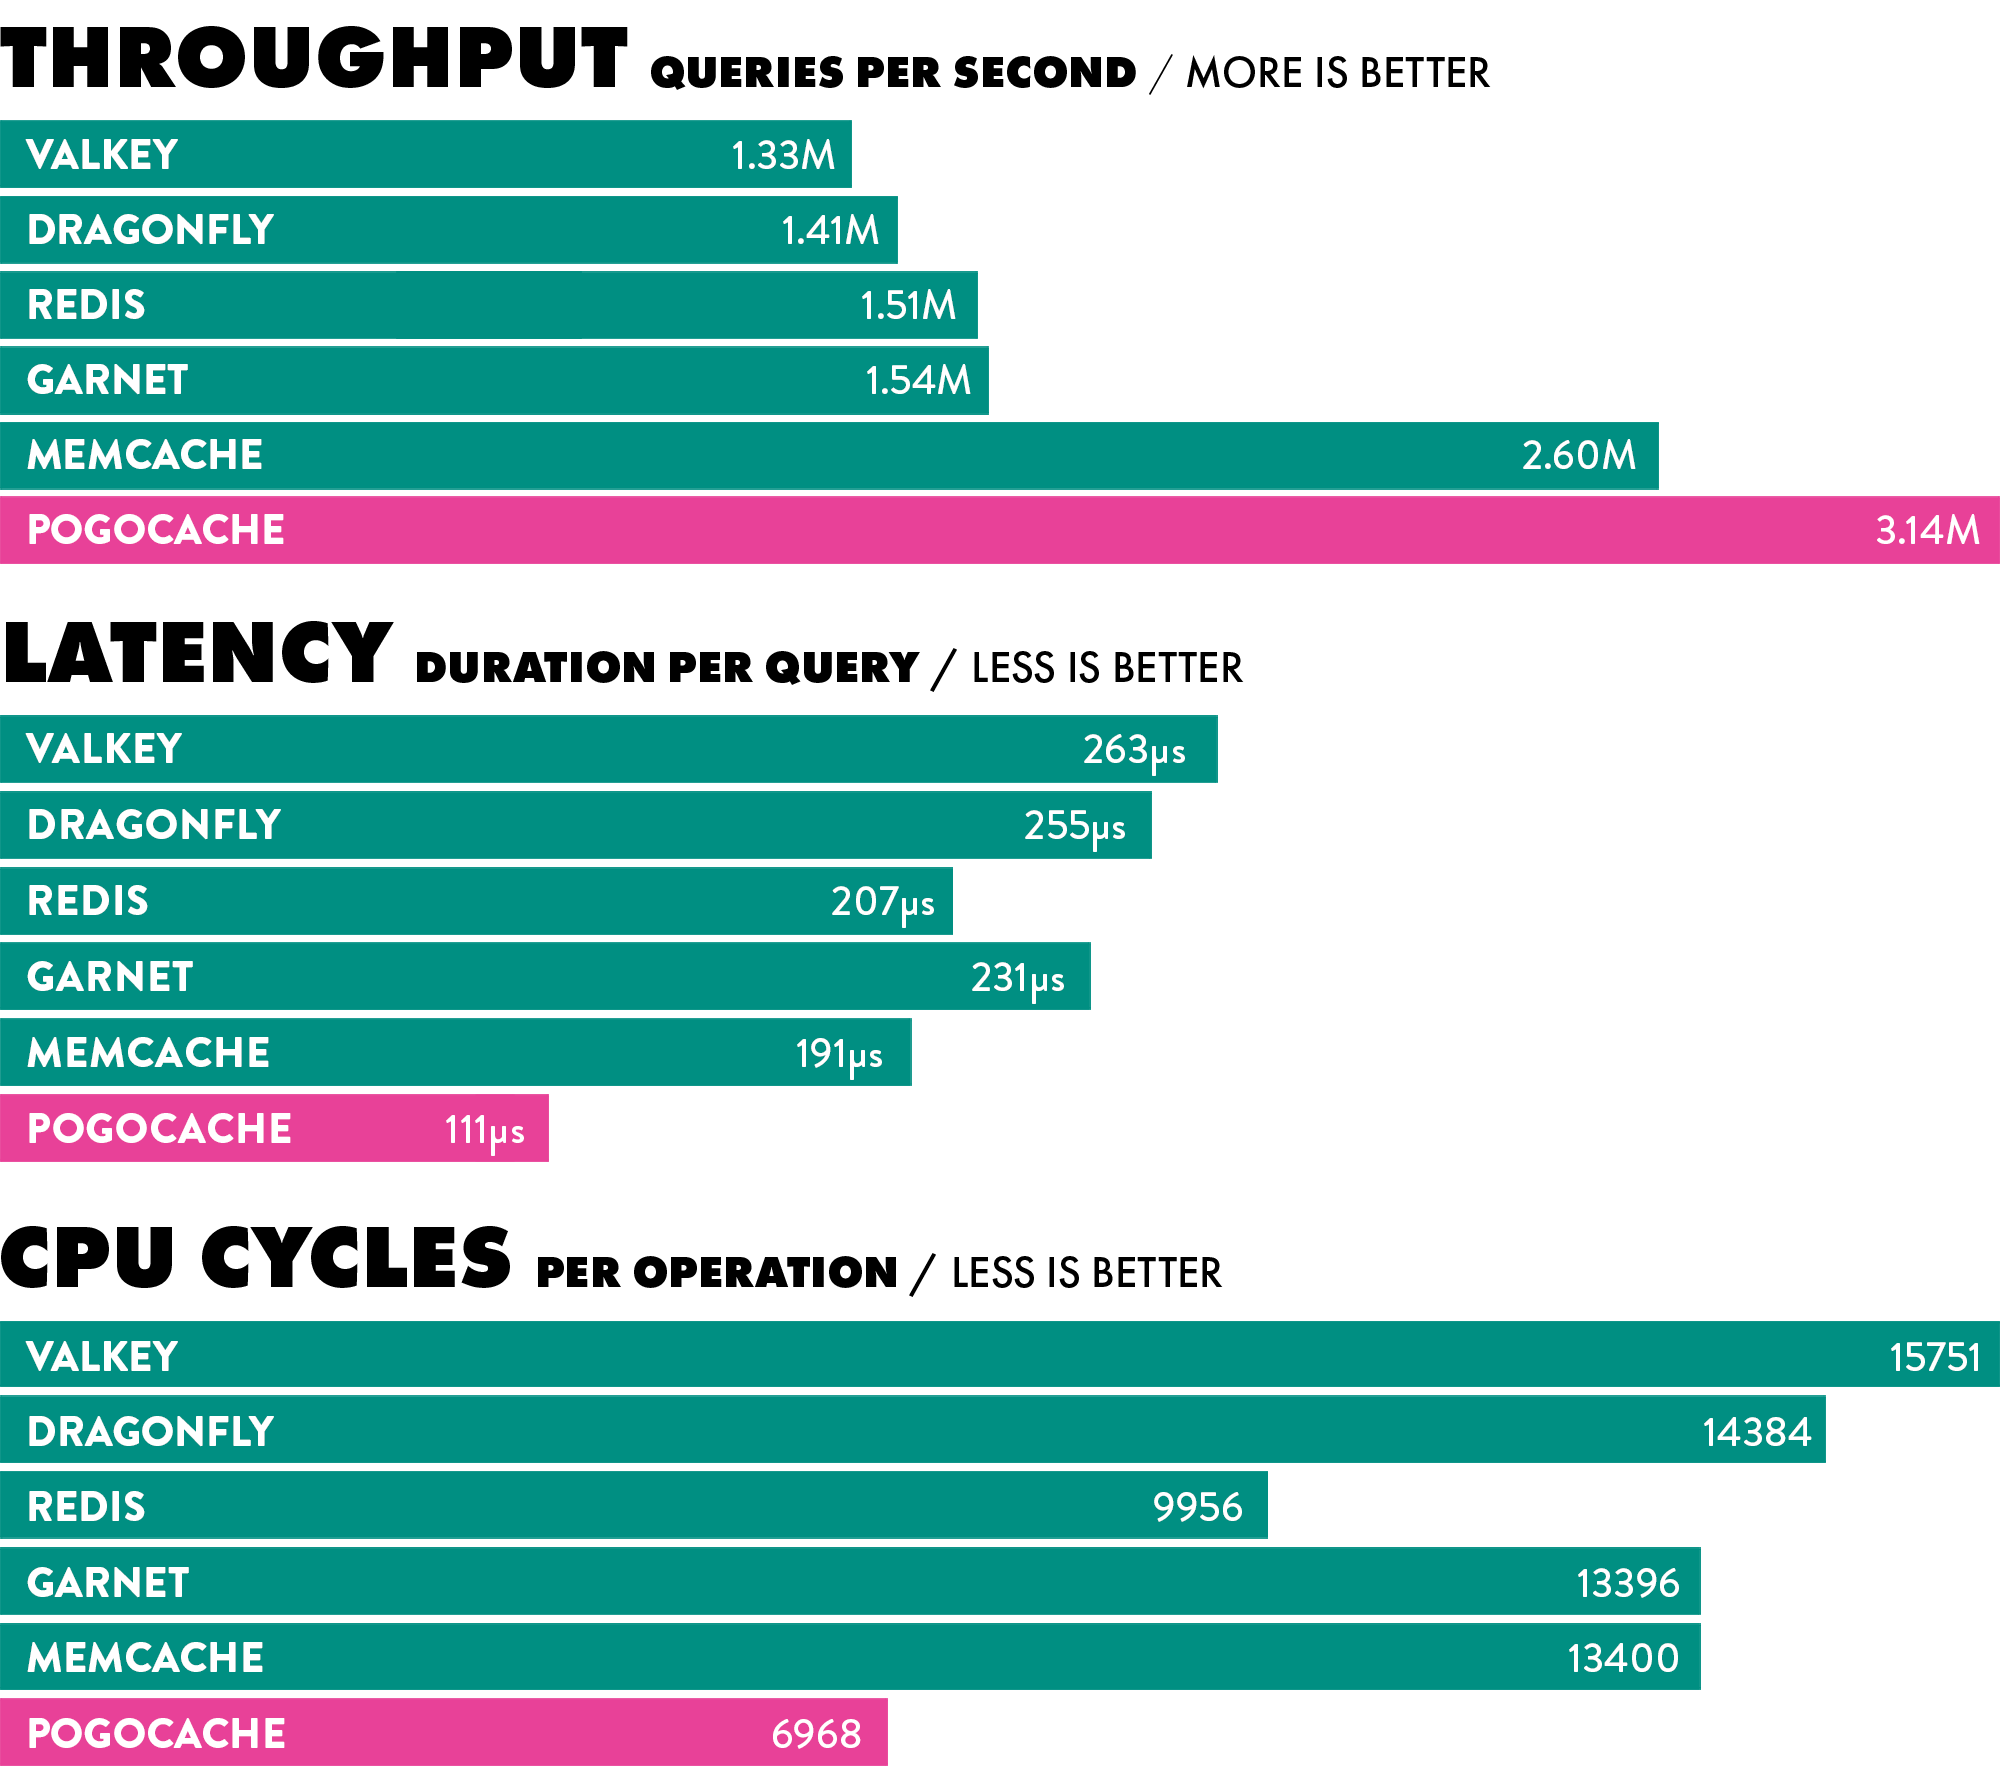 THROUGHPUT QUERIES PER SECOND / MORE IS BETTER
VALKEY 1.33M
DRAGONFLY 1.41M
REDIS 1.51M
GARNET 1.54M
MEMCACHE 2.60M
POGOCACHE 3.14M
LATENCY DURATION PER QUERY / LESS IS BETTER
VALKEY 263µs
DRAGONFLY 255µs
REDIS 207µs
GARNET 231µs
MEMCACHE 191µs
POGOCACHE 111µs
CPU CYCLES PER OPERATION / LESS IS BETTER
VALKEY 15751
DRAGONFLY 14384
REDIS 9956
GARNET 13396
MEMCACHE 13400
POGOCACHE 6968